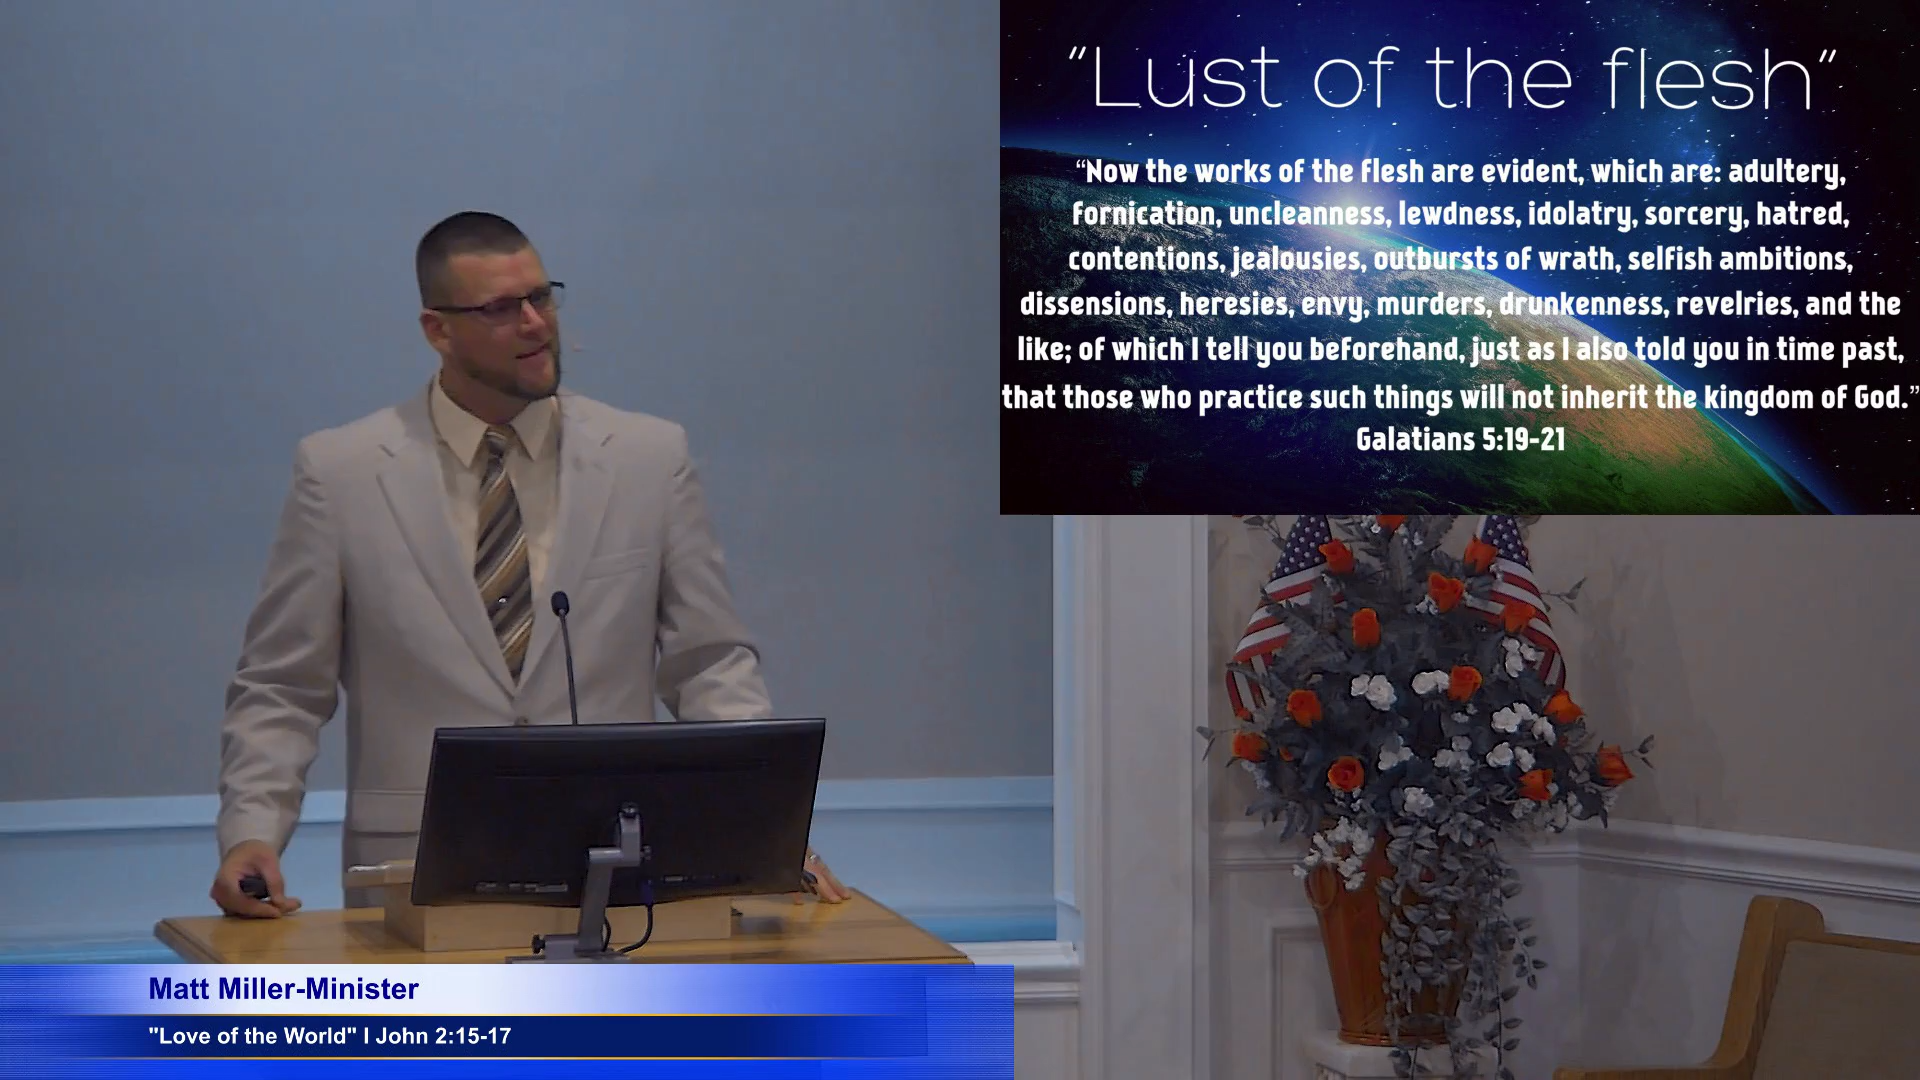 “Lust of the flesh”
“Now the works of the flesh are evident, which are: adultery,
fornication, uncleanness, lewdness, idolatry, sorcery, hatred,
contentions, jealousies, outbursts of wrath, selfish ambitions,
dissensions, heresies, envy, murders, drunkenness, revelries, and the
like; of which I tell you beforehand, just as I also told you in time past,
that those who practice such things will not inherit the kingdom of God.”
Galatians 5:19-21
Matt Miller-Minister
"Love of the World" I John 2:15-17